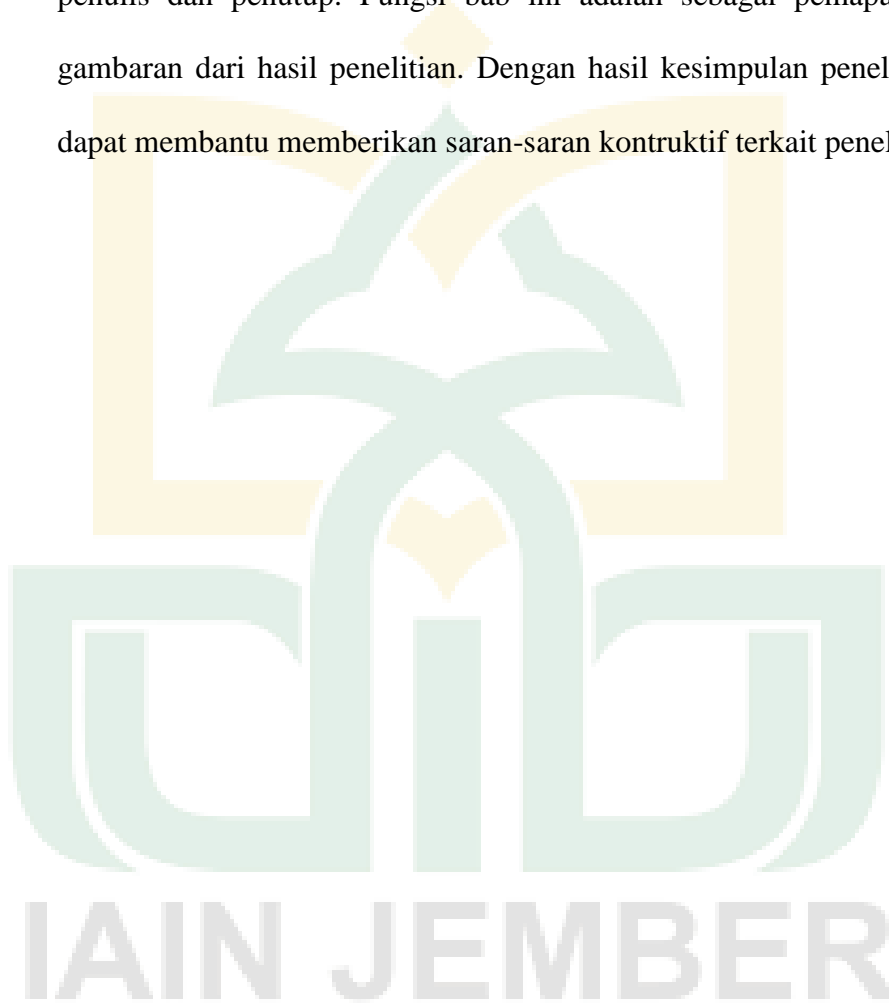 penulis dan penutup. Fungsi bab ini adalah sebagai
gambaran dari hasil penelitian. Dengan hasil kesimpulan
dapat membantu memberikan saran-saran kontruktif terkait
IAIN JEMBER